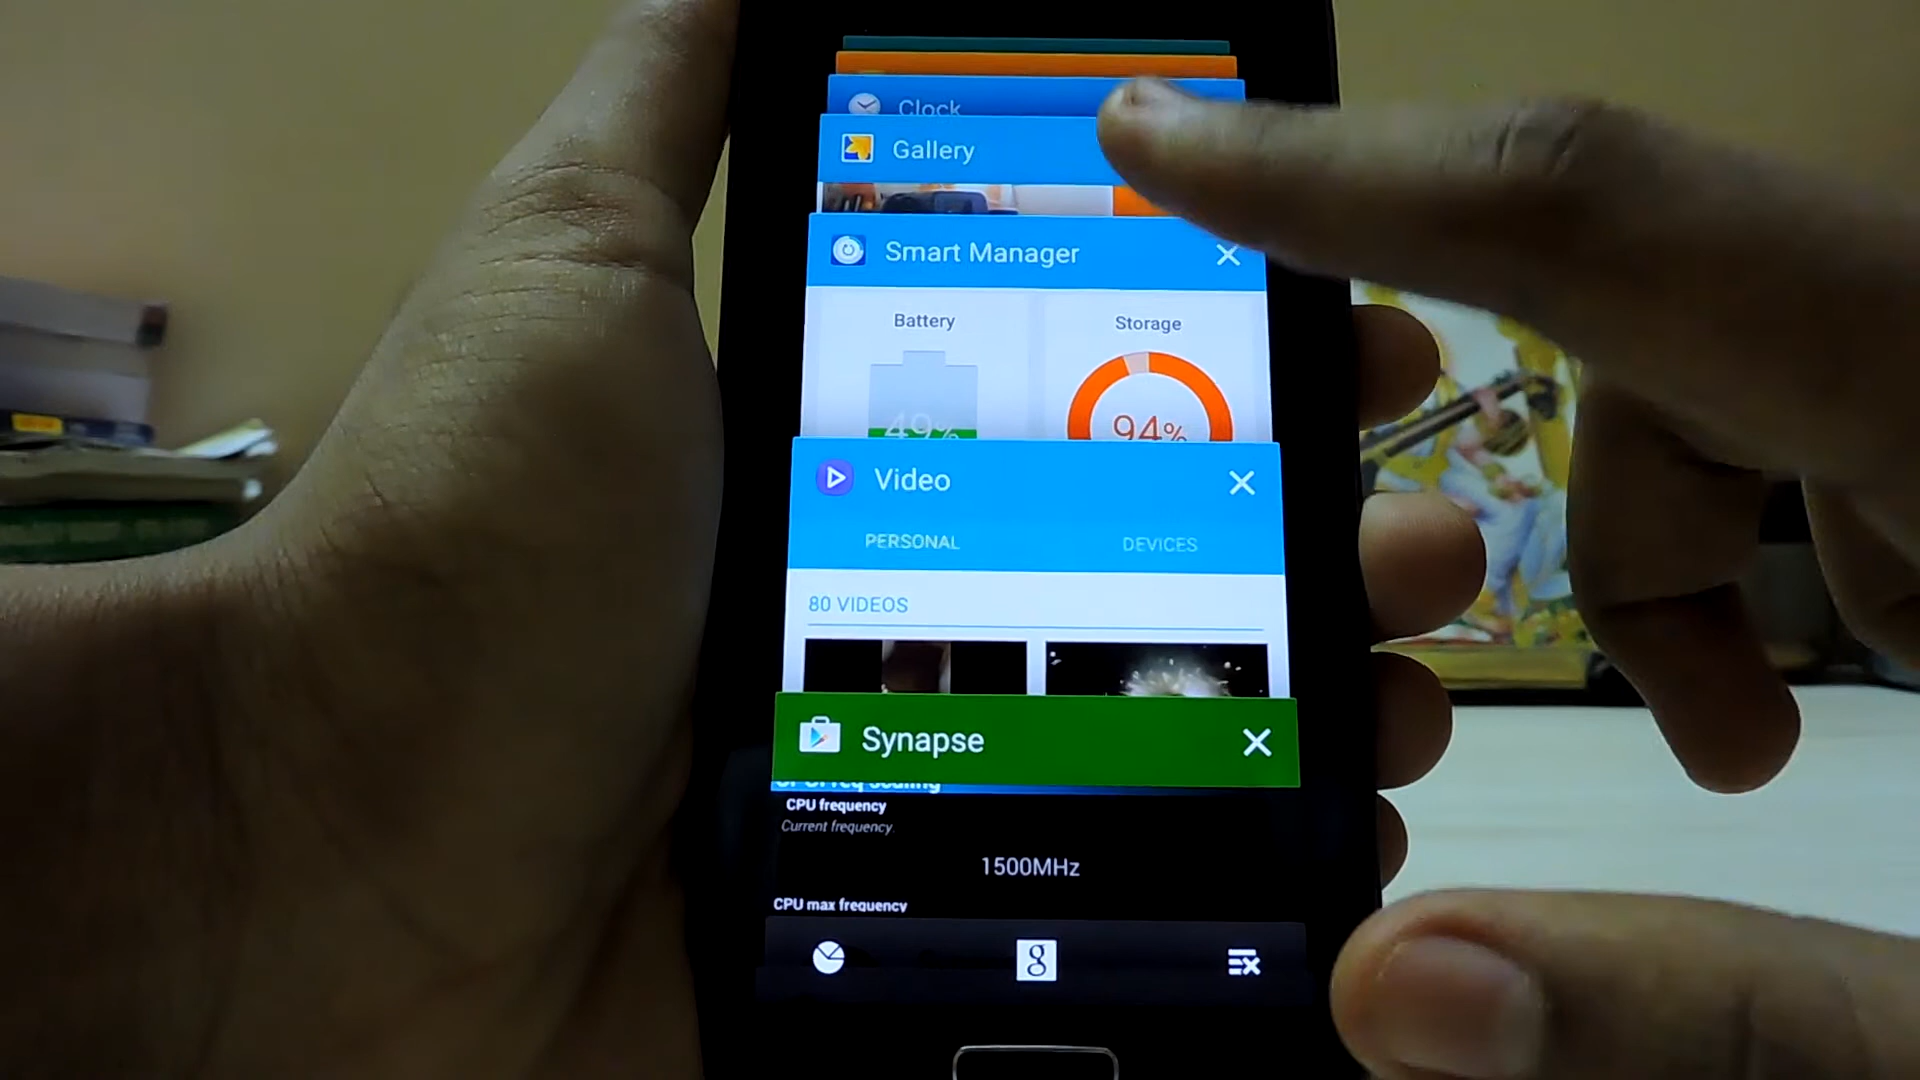 Clock
Gallery
Smart Manager
Battery
Storage
49%
94%
Video
PERSONAL
DEVICES
80 VIDEOS
Synapse
CPU frequency
Current frequency
1500MHz
CPU max frequency
g